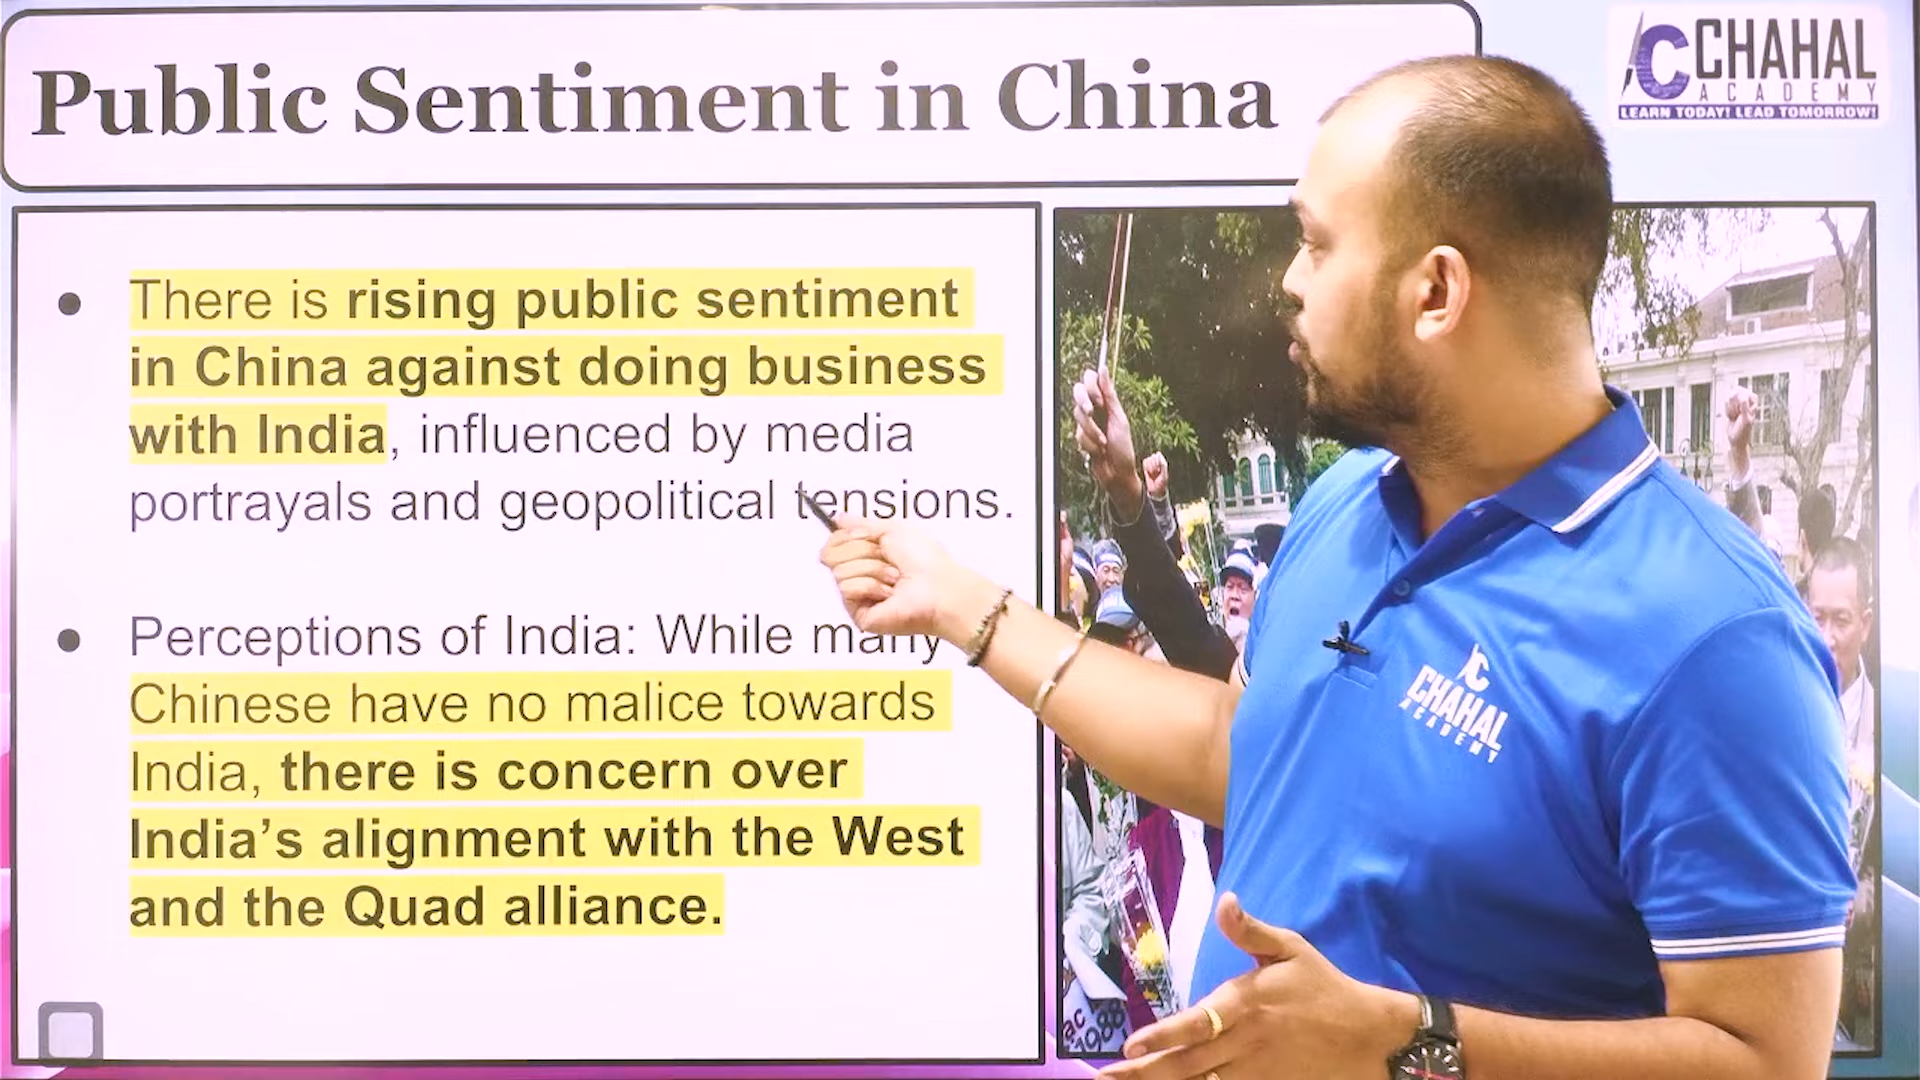 Public Sentiment in China
CHAHAL
ACADEMY
LEARN TODAY! LEAD TOMORROW!
• There is rising public sentiment
in China against doing business
with India, influenced by media
portrayals and geopolitical tensions.
• Perceptions of India: While many
Chinese have no malice towards
India, there is concern over
India's alignment with the West
and the Quad alliance.
CHAHAL
ACADEMY
1988